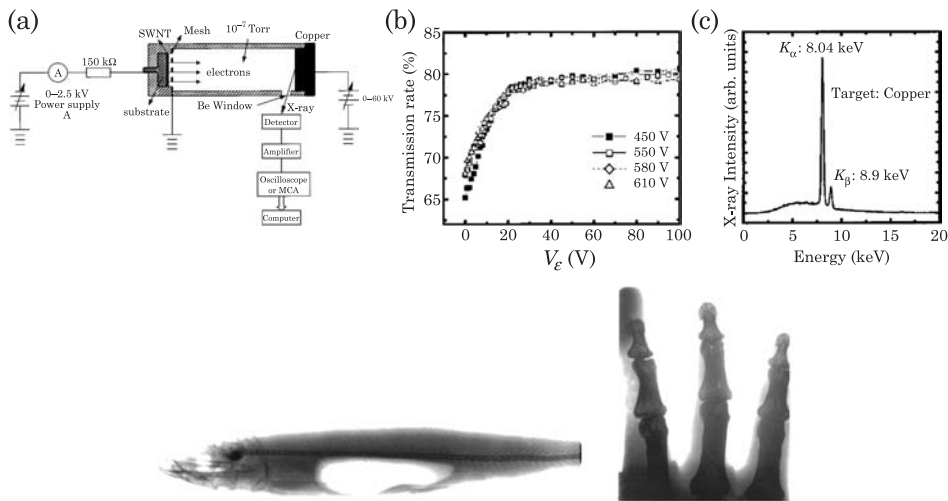 (a)
SWNT
Mesh
10⁻⁷ Torr
Copper
150 kΩ
A
electrons
0–2.5 kV
Power supply
A
substrate
Be Window
X-ray
0–60 kV
Detector
Amplifier
Oscilloscope
or MCA
Computer
(b)
Transmission rate (%)
85
80
75
70
65
450 V
550 V
580 V
610 V
0 20 40 60 80 100
Vε (V)
(c)
X-ray Intensity (arb. units)
Kα: 8.04 keV
Target: Copper
Kβ: 8.9 keV
0 5 10 15 20
Energy (keV)